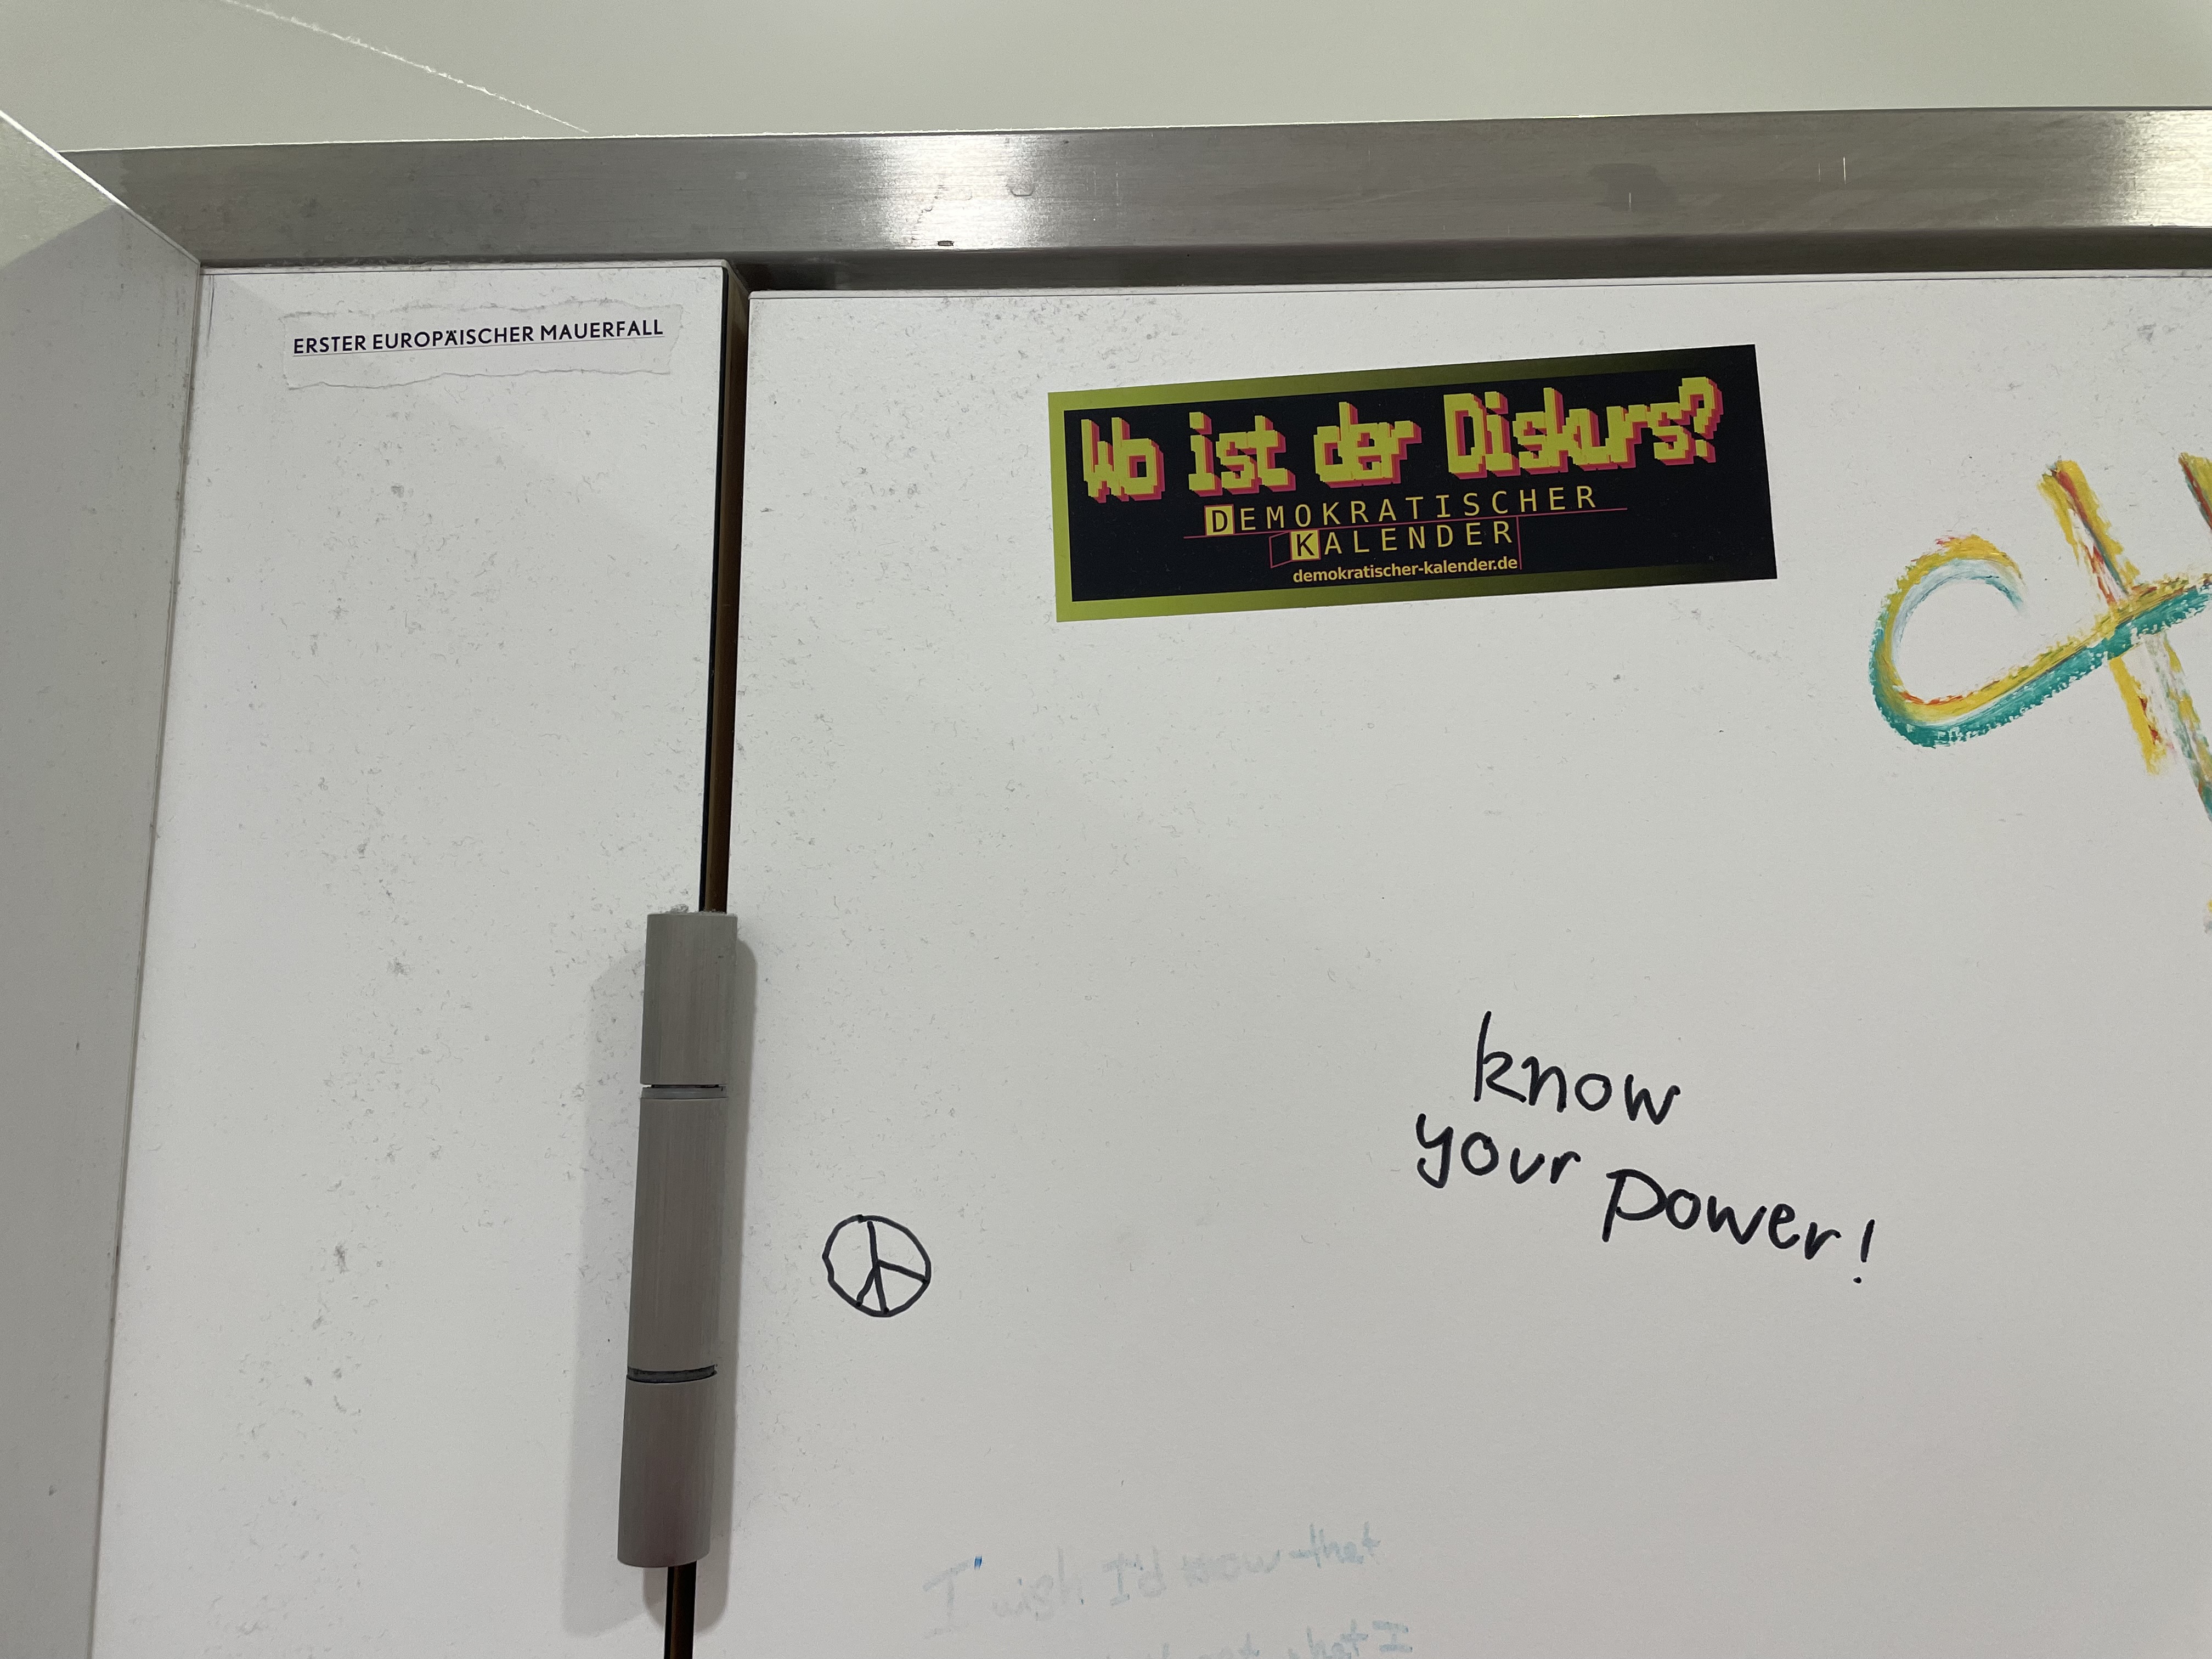 ERSTER EUROPÄISCHER MAUERFALL
Wo ist der Diskurs?
DEMOKRATISCHER
KALENDER
demokratischer-kalender.de
know
your power!
I wish I'd know that
what I